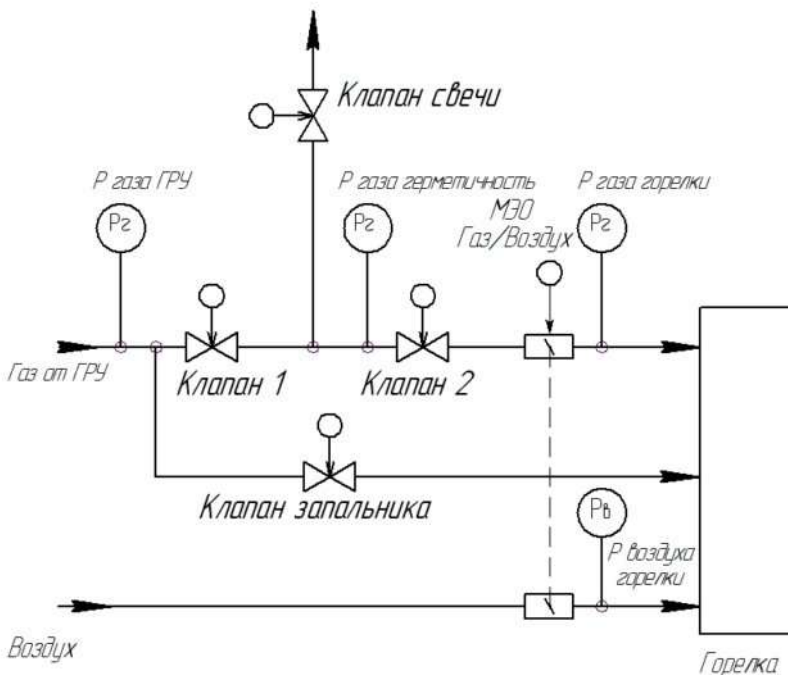 Клапан свечи
Р газа ГРУ
Р газа герметичность
Р газа горелки
МЭО
Газ/Воздух
Рг
Рг
Рг
Газ от ГРУ
Клапан 1
Клапан 2
Клапан запальника
Рв
Р воздуха
горелки
Воздух
Горелка